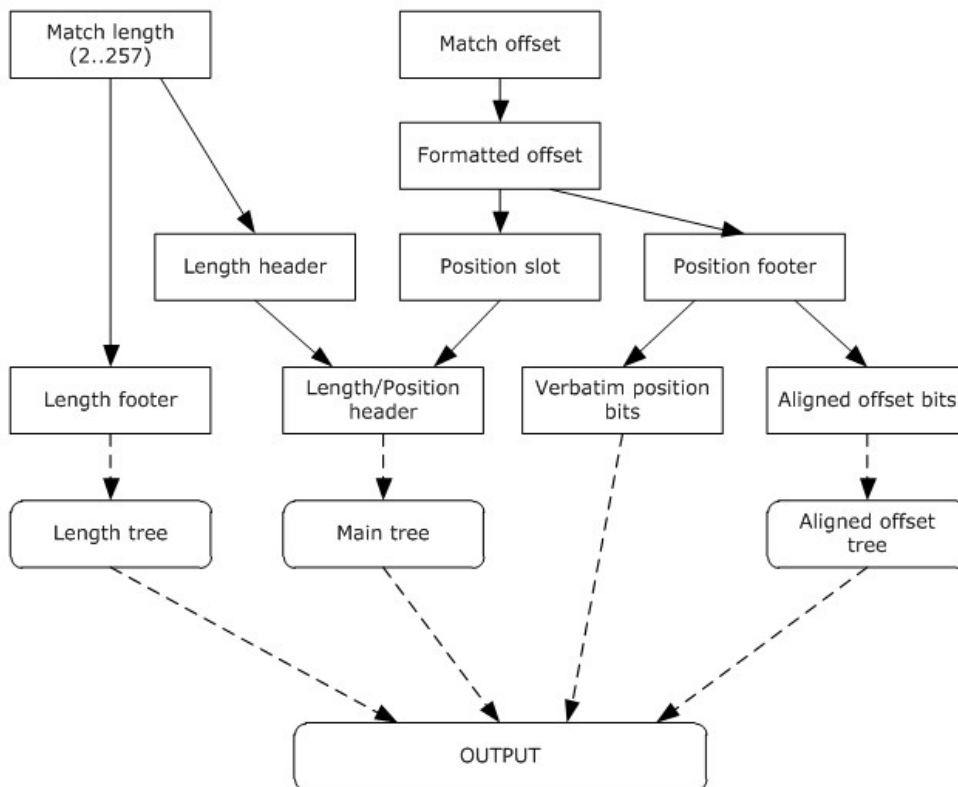 Match length
(2..257)
Match offset
Formatted offset
Length header
Position slot
Position footer
Length footer
Length/Position
header
Verbatim position
bits
Aligned offset bits
Length tree
Main tree
Aligned offset
tree
OUTPUT